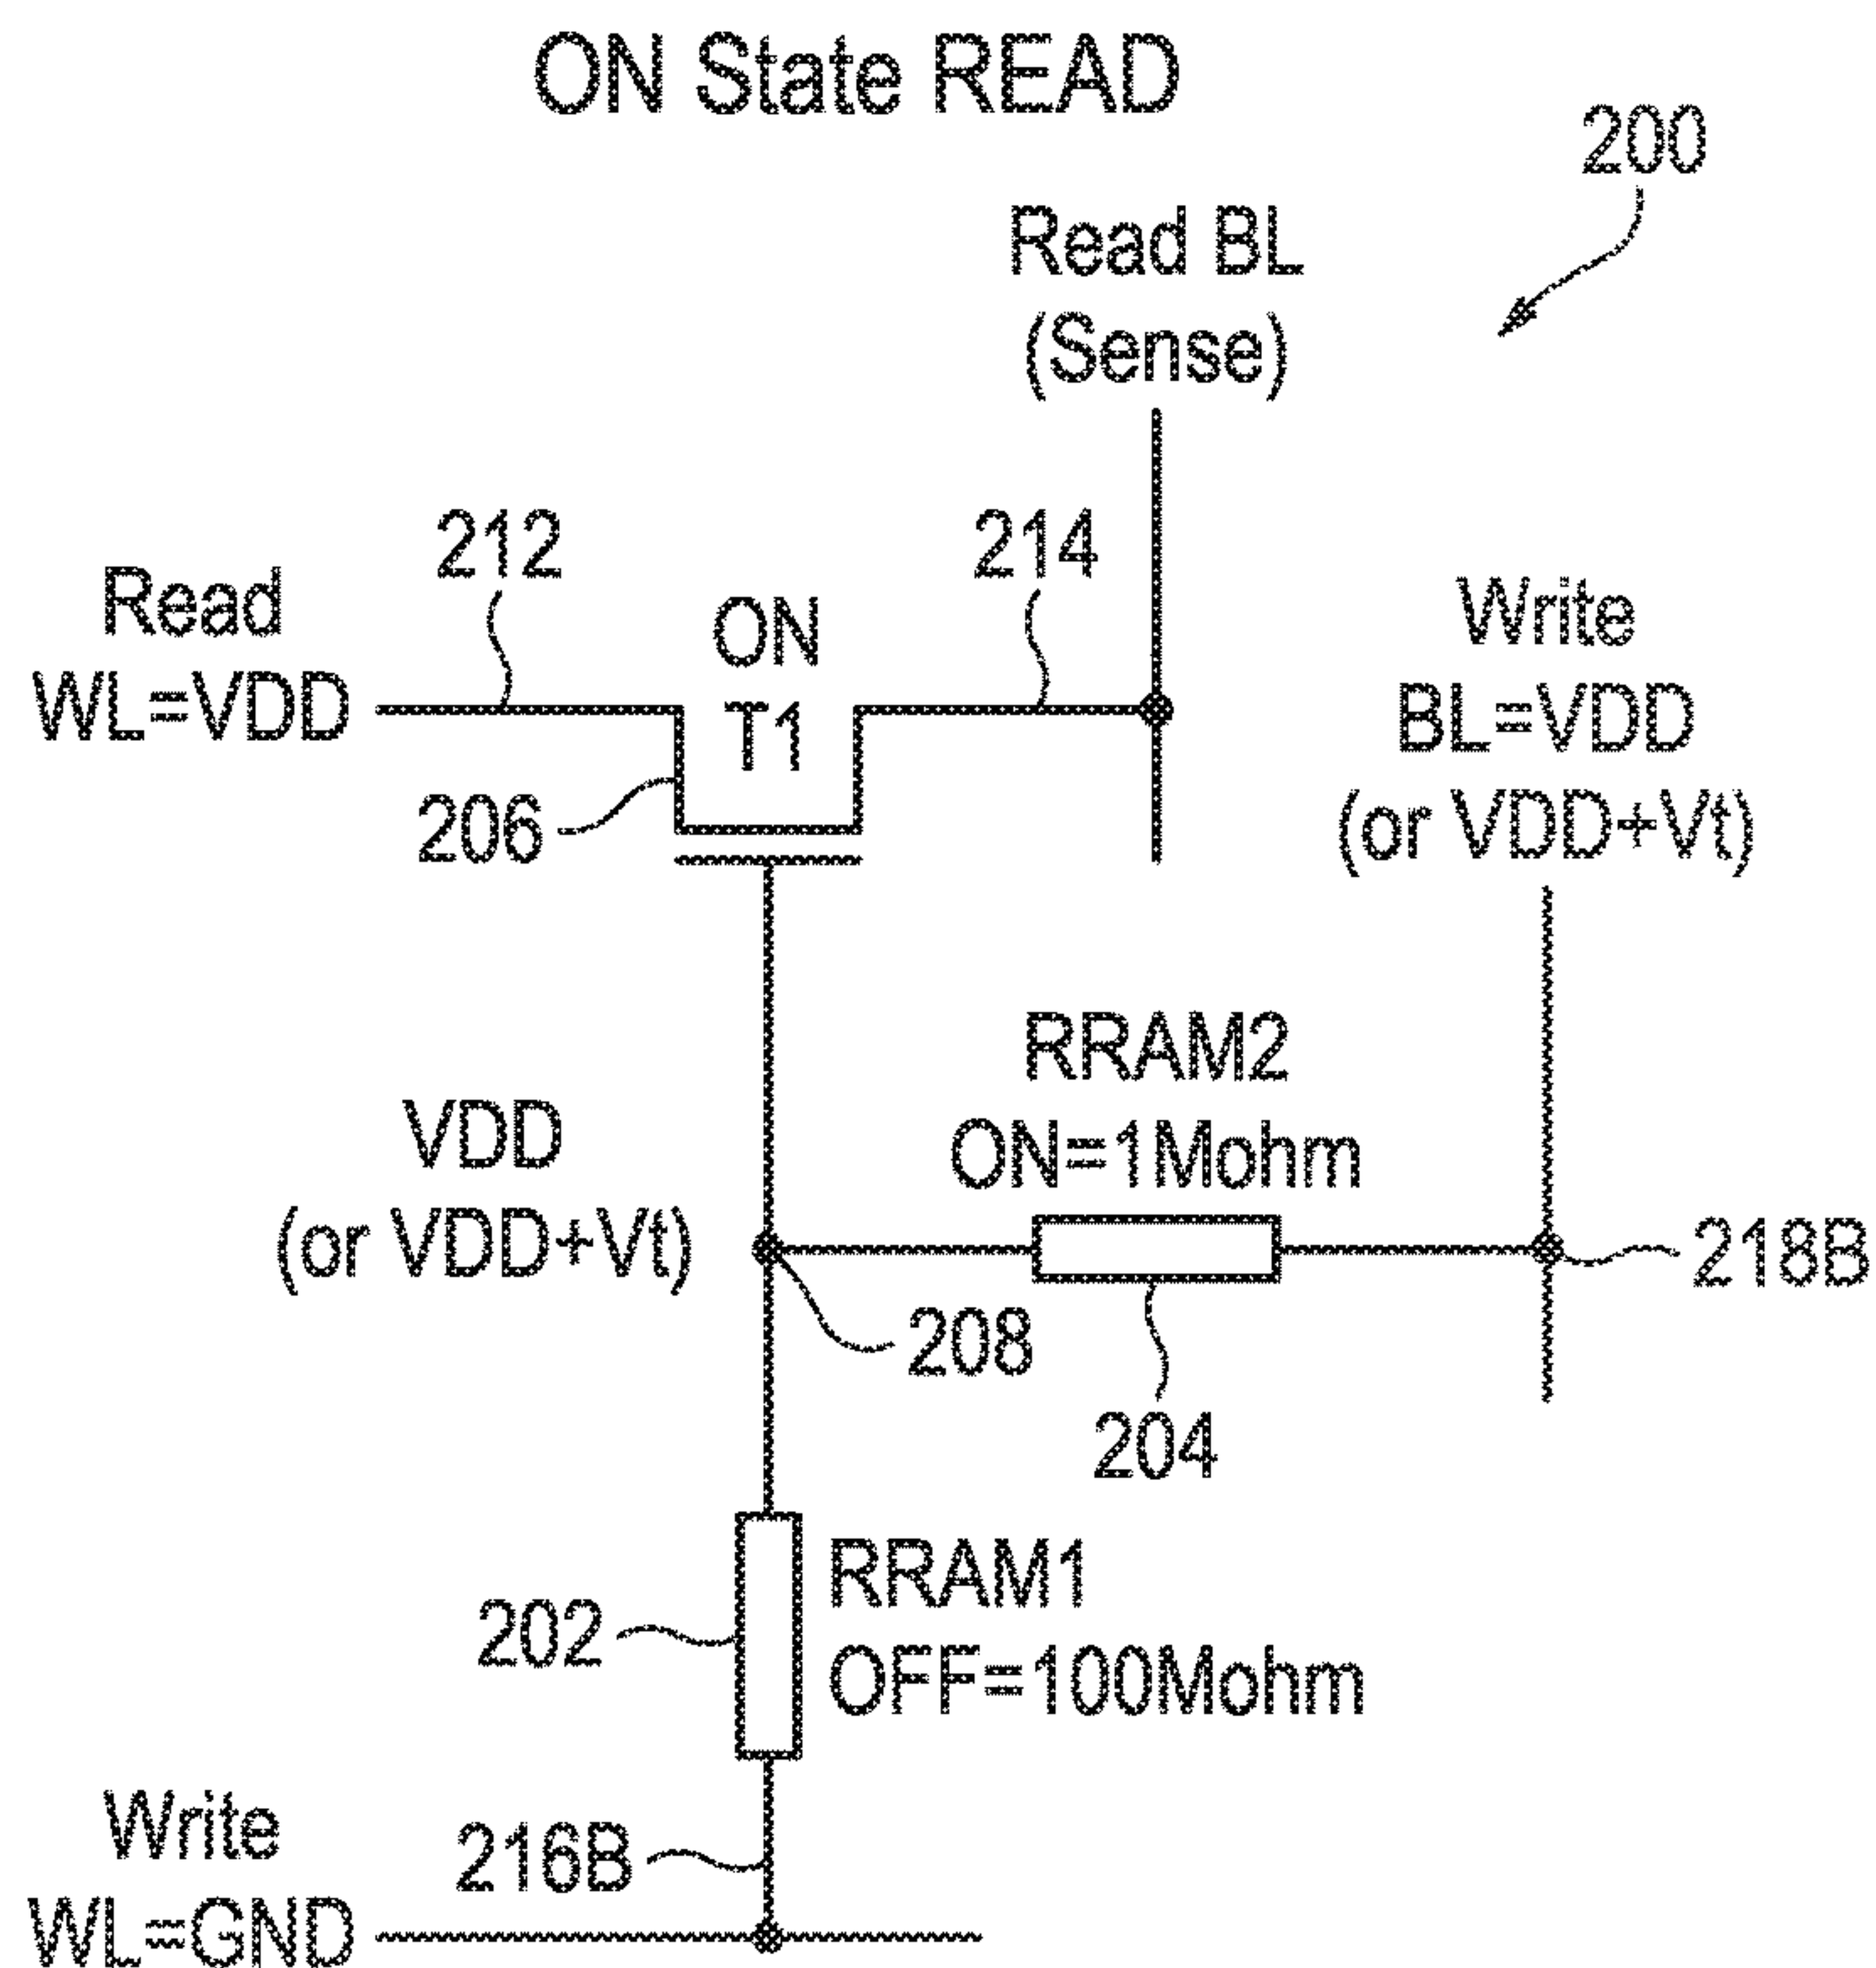 ON State READ
200
Read BL
(Sense)
212
214
Read
WL=VDD
ON
T1
206
Write
BL=VDD
(or VDD+Vt)
RRAM2
ON=1Mohm
VDD
(or VDD+Vt)
218B
208
204
RRAM1
OFF=100Mohm
202
216B
Write
WL=GND